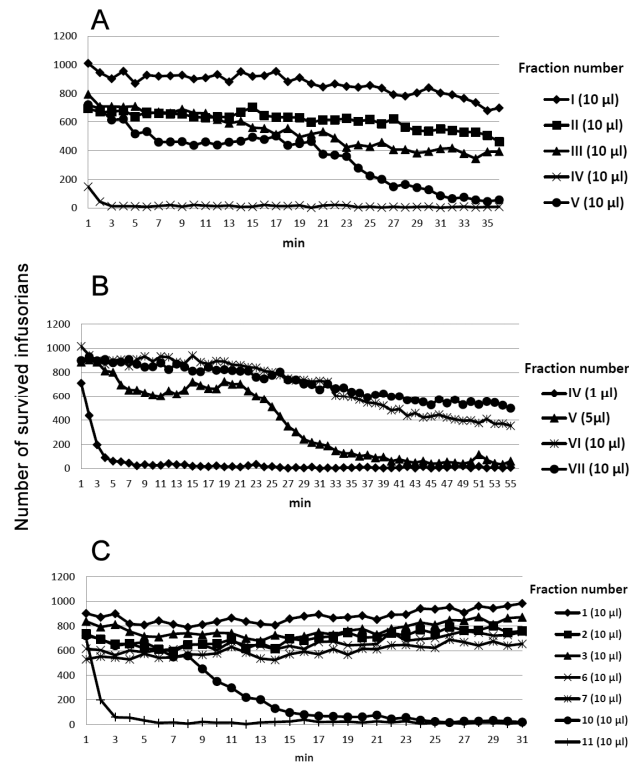 A
1200
1000
800
600
400
200
0
1 3 5 7 9 11 13 15 17 19 21 23 25 27 29 31 33 35
min
Fraction number
I (10 µl)
II (10 µl)
III (10 µl)
IV (10 µl)
V (10 µl)
Number of survived infusorians
B
1200
1000
800
600
400
200
0
1 3 5 7 9 11 13 15 17 19 21 23 25 27 29 31 33 35 37 39 41 43 45 47 49 51 53 55
min
Fraction number
IV (1 µl)
V (5µl)
VI (10 µl)
VII (10 µl)
C
1200
1000
800
600
400
200
0
1 3 5 7 9 11 13 15 17 19 21 23 25 27 29 31
min
Fraction number
1 (10 µl)
2 (10 µl)
3 (10 µl)
6 (10 µl)
7 (10 µl)
10 (10 µl)
11 (10 µl)